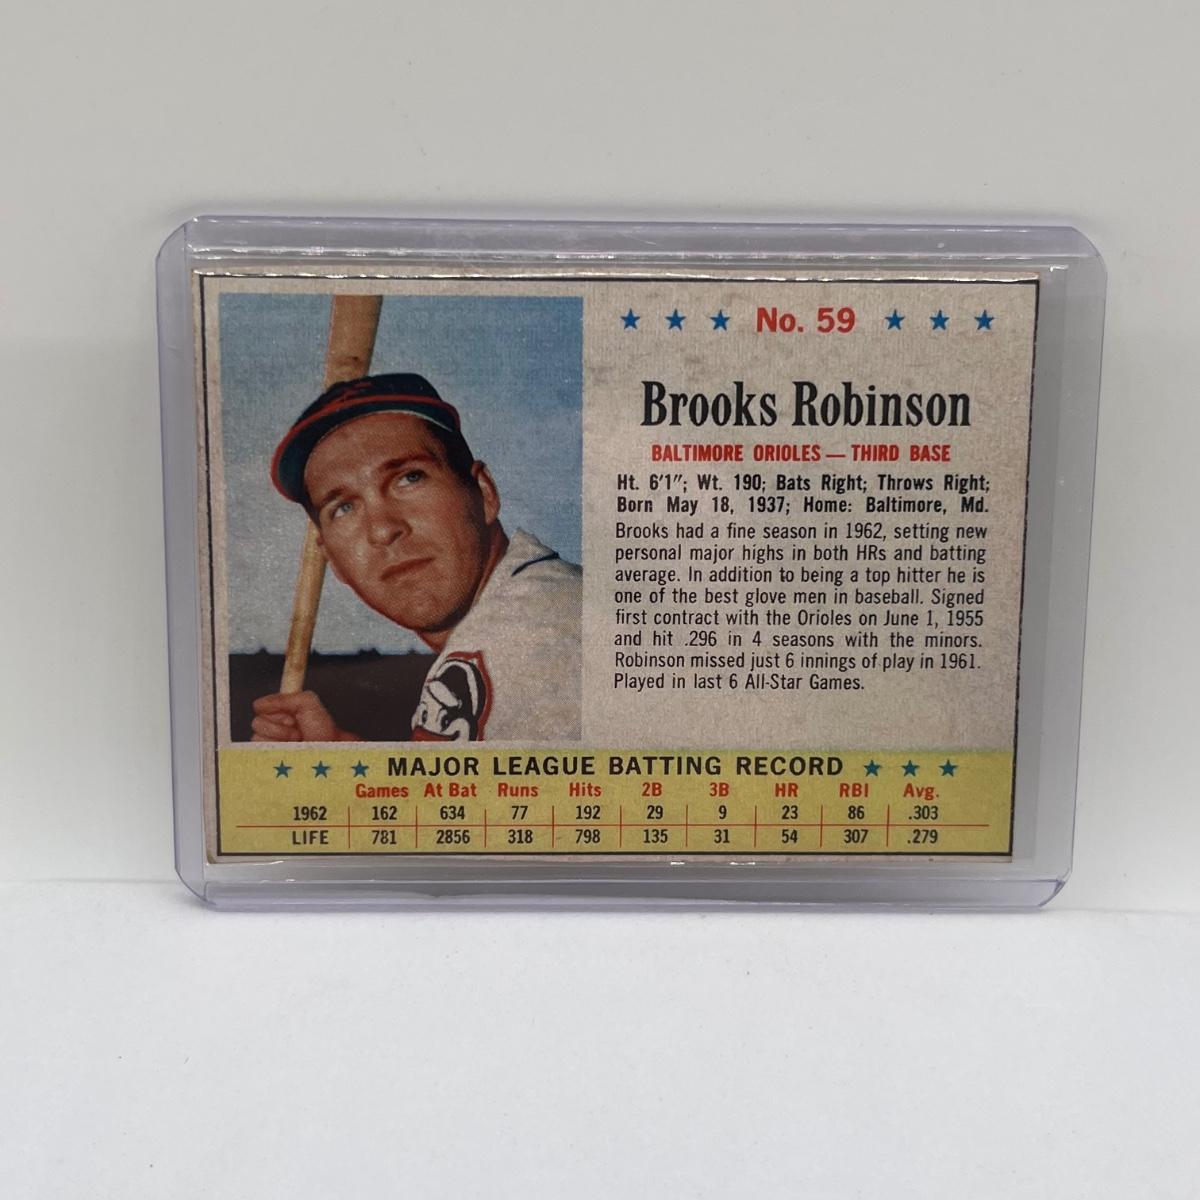 ★ ★ ★ No. 59 ★ ★ ★
Brooks Robinson
BALTIMORE ORIOLES — THIRD BASE
Ht. 6'1"; Wt. 190; Bats Right; Throws Right;
Born May 18, 1937; Home: Baltimore, Md.
Brooks had a fine season in 1962, setting new
personal major highs in both HRs and batting
average. In addition to being a top hitter he is
one of the best glove men in baseball. Signed
first contract with the Orioles on June 1, 1955
and hit .296 in 4 seasons with the minors.
Robinson missed just 6 innings of play in 1961.
Played in last 6 All-Star Games.
★ ★ ★ MAJOR LEAGUE BATTING RECORD ★ ★ ★
Games At Bat Runs Hits 2B 3B HR RBI Avg.
1962 162 634 77 192 29 9 23 86 .303
LIFE 781 2856 318 798 135 31 54 307 .279